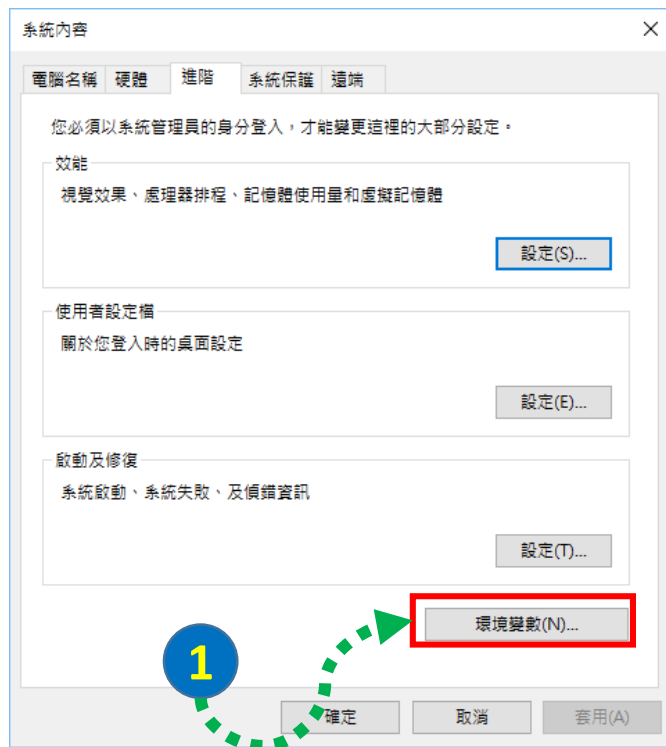 系統內容
電腦名稱 硬體 進階 系統保護 遠端
您必須以系統管理員的身分登入，才能變更這裡的大部分設定。
效能
視覺效果、處理器排程、記憶體使用量和虛擬記憶體
設定(S)...
使用者設定檔
關於您登入時的桌面設定
設定(E)...
啟動及修復
系統啟動、系統失敗、及偵錯資訊
設定(T)...
環境變數(N)...
1
確定 取消 套用(A)